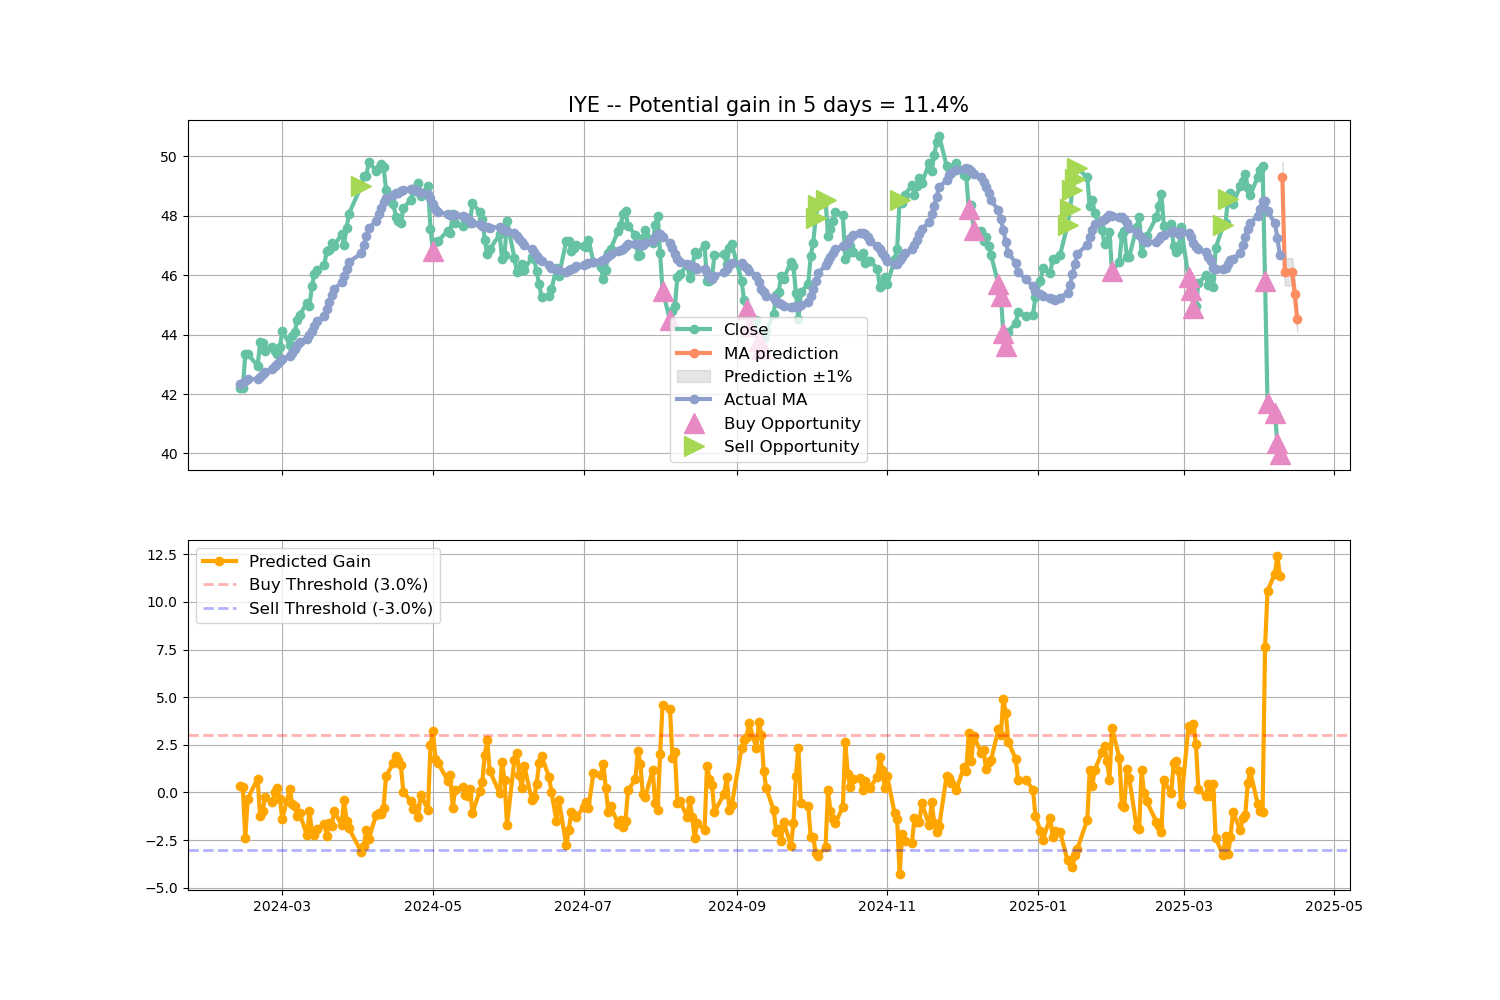 IYE -- Potential gain in 5 days = 11.4%
50
48
46
44
42
40
Close
MA prediction
Prediction ±1%
Actual MA
Buy Opportunity
Sell Opportunity
12.5
10.0
7.5
5.0
2.5
0.0
−2.5
−5.0
Predicted Gain
Buy Threshold (3.0%)
Sell Threshold (-3.0%)
2024-03
2024-05
2024-07
2024-09
2024-11
2025-01
2025-03
2025-05